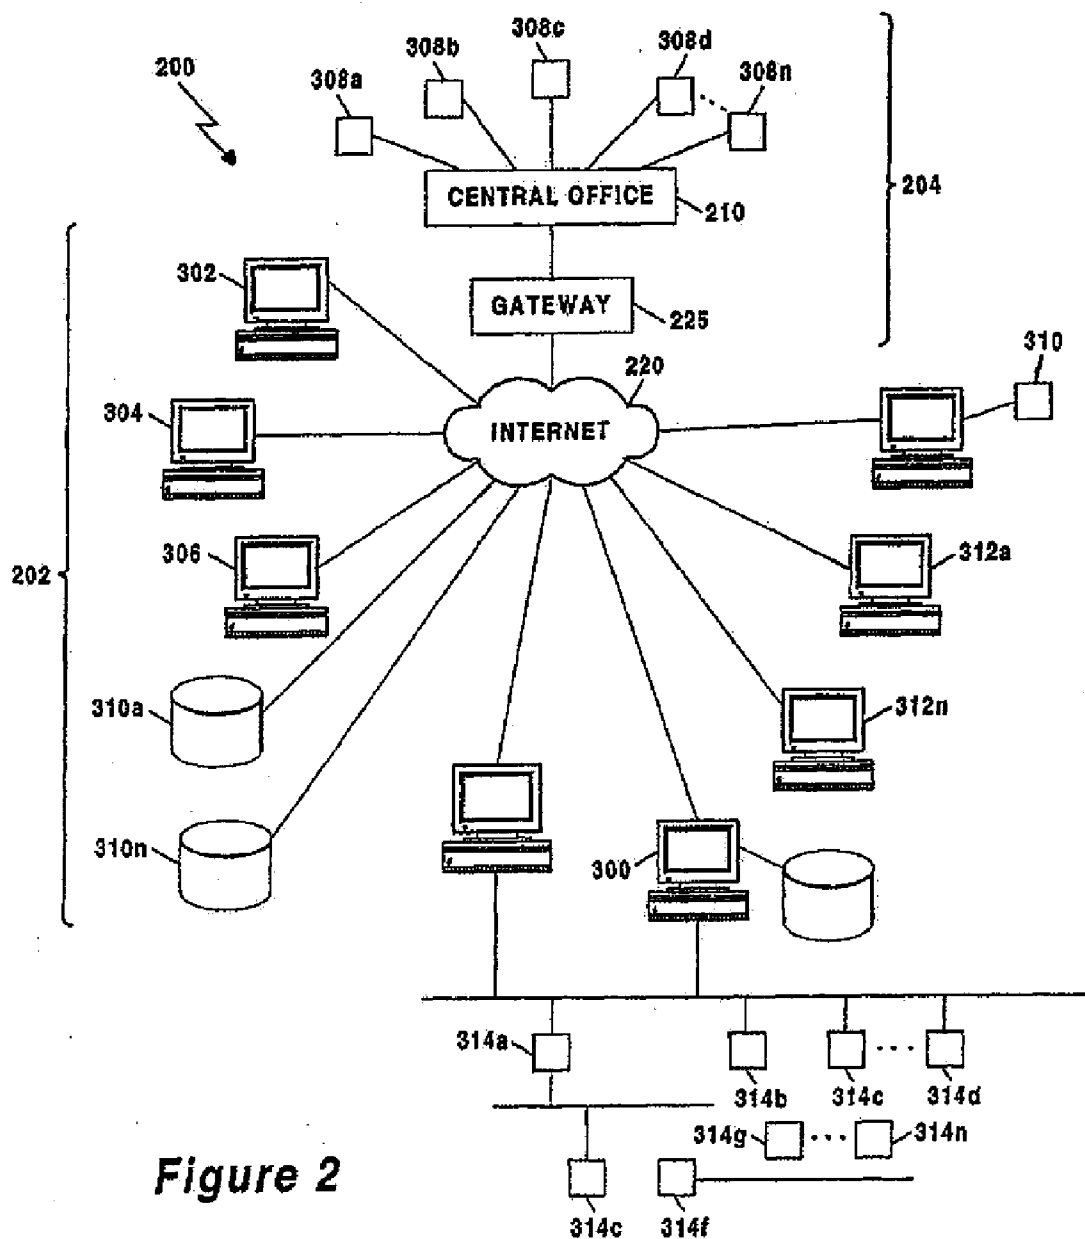 308c
308b
308d
200
308a
308n
CENTRAL OFFICE
204
210
302
GATEWAY
225
310
220
304
INTERNET
306
312a
202
310a
312n
310n
300
314a
314b
314c
314d
314g
314n
Figure 2
314c
314f